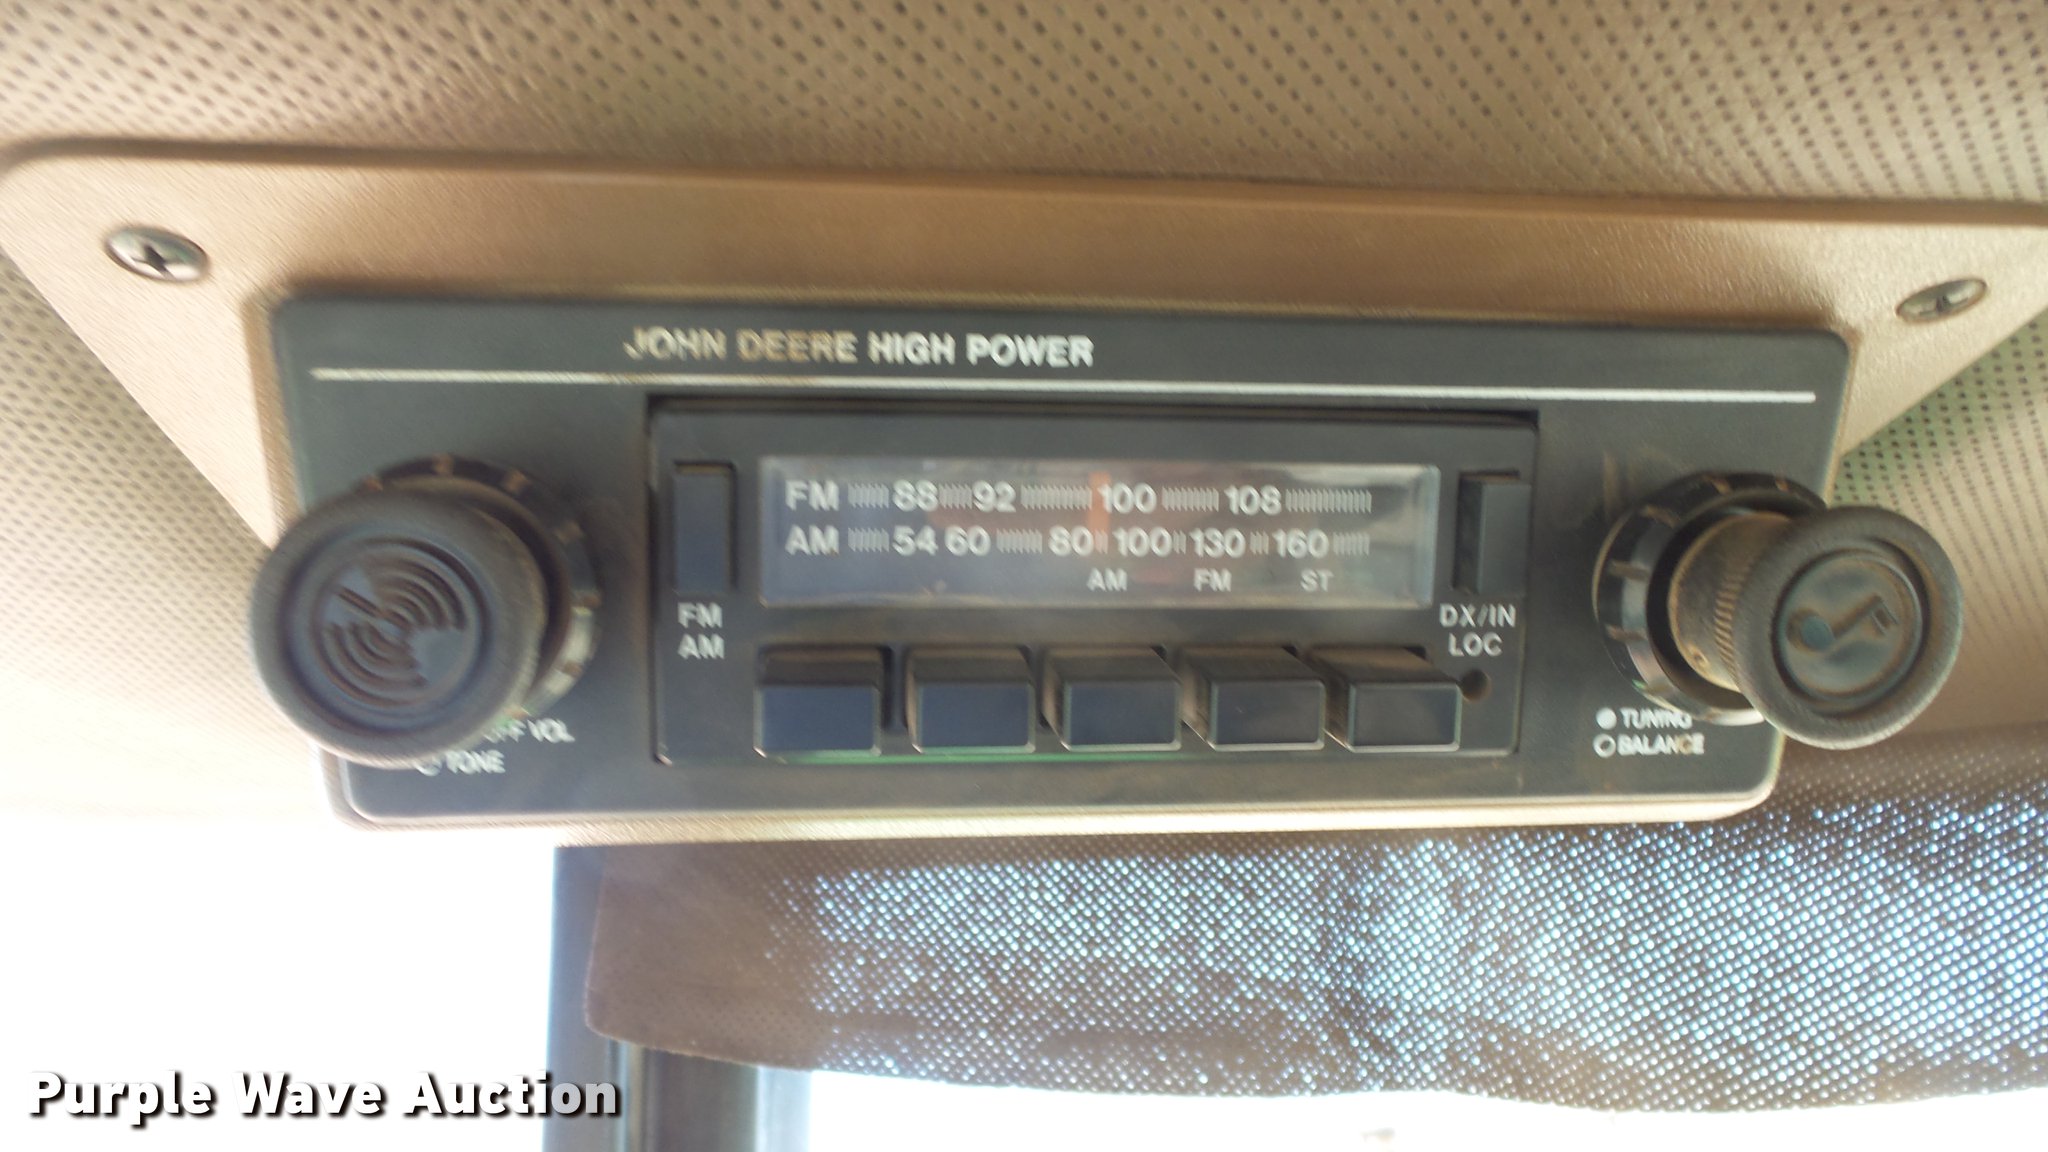 JOHN DEERE HIGH POWER
FM 88 92 100 108
AM 54 60 80 100 130 160
AM FM ST
FM
AM
DX/IN
LOC
VOL
TONE
TUNING
BALANCE
Purple Wave Auction